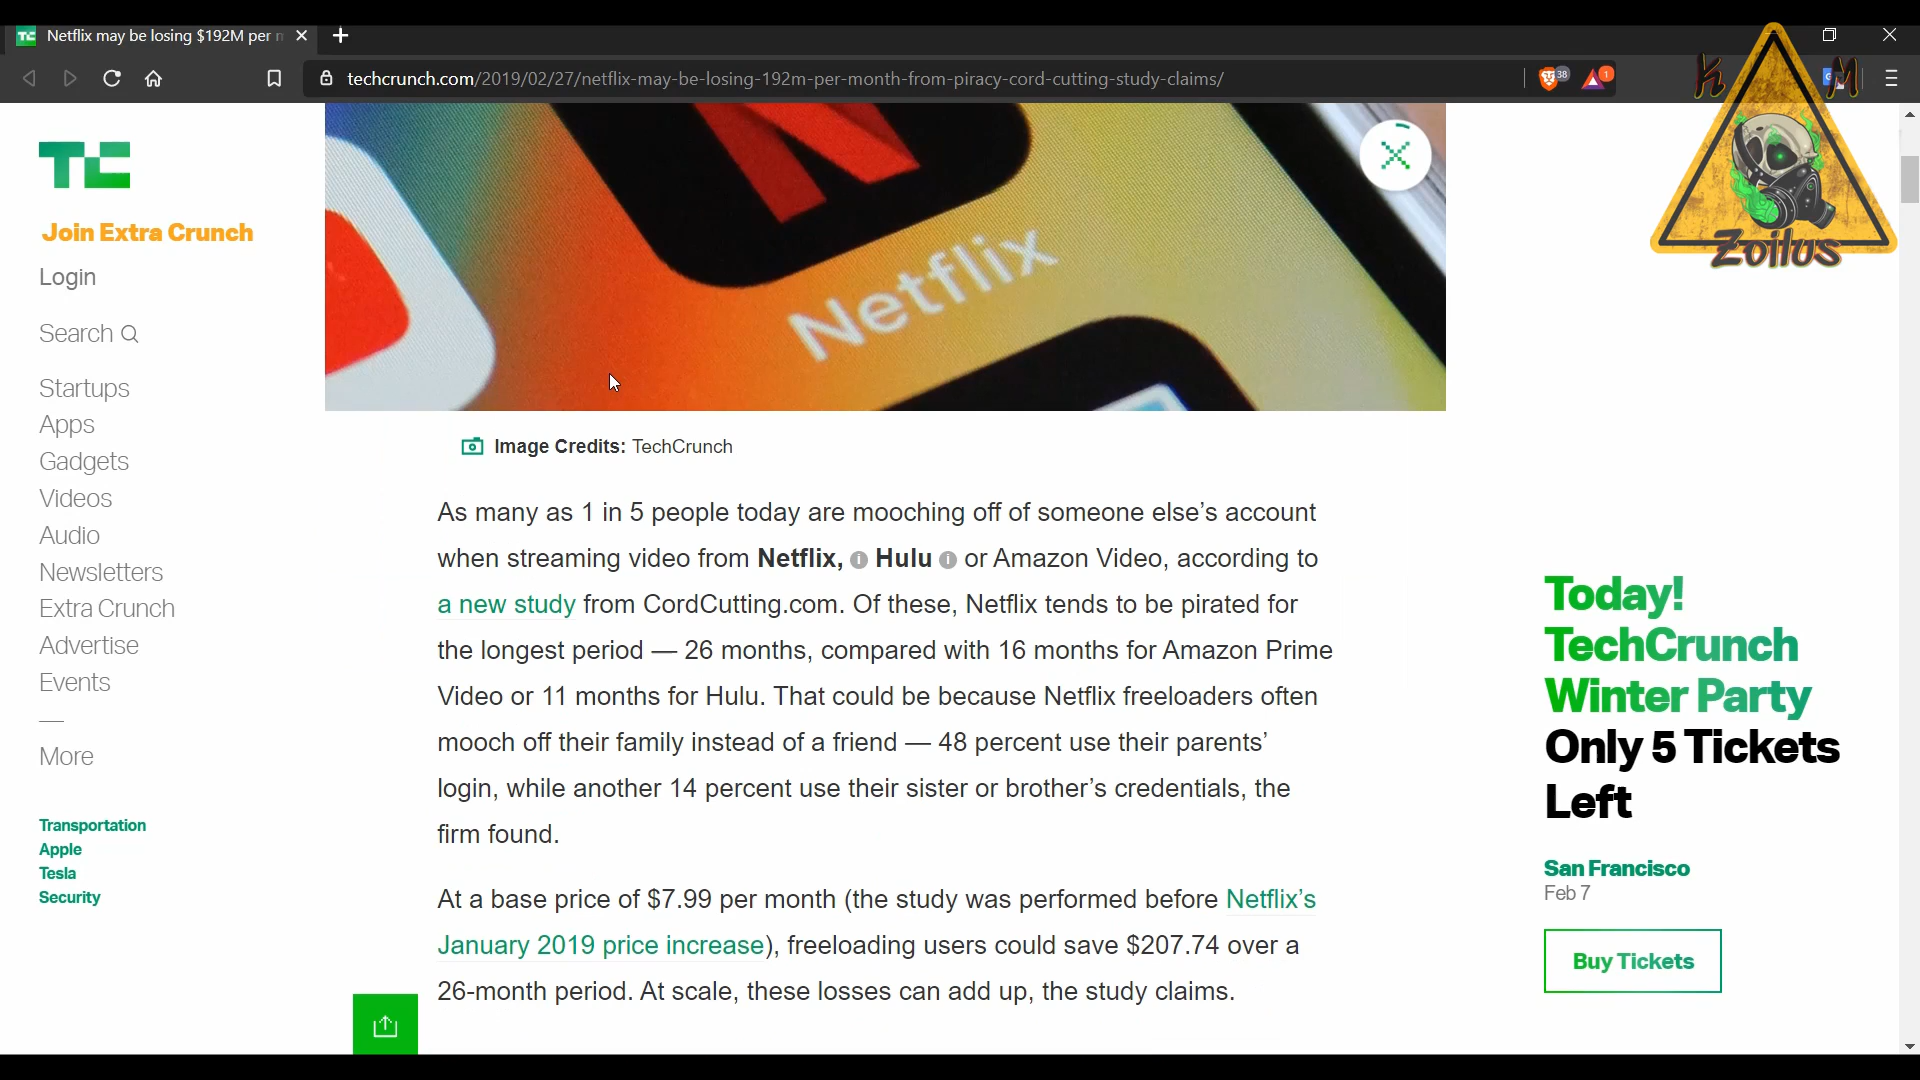 Netflix may be losing $192M per m
techcrunch.com/2019/02/27/netflix-may-be-losing-192m-per-month-from-piracy-cord-cutting-study-claims/
38
1
K M
Zoilus
TC
Join Extra Crunch
Login
Search
Startups
Apps
Gadgets
Videos
Audio
Newsletters
Extra Crunch
Advertise
Events
More
Transportation
Apple
Tesla
Security
Netflix
Image Credits: TechCrunch
As many as 1 in 5 people today are mooching off of someone else’s account
when streaming video from Netflix, Hulu or Amazon Video, according to
a new study from CordCutting.com. Of these, Netflix tends to be pirated for
the longest period — 26 months, compared with 16 months for Amazon Prime
Video or 11 months for Hulu. That could be because Netflix freeloaders often
mooch off their family instead of a friend — 48 percent use their parents’
login, while another 14 percent use their sister or brother’s credentials, the
firm found.
At a base price of $7.99 per month (the study was performed before Netflix’s
January 2019 price increase), freeloading users could save $207.74 over a
26-month period. At scale, these losses can add up, the study claims.
Today!
TechCrunch
Winter Party
Only 5 Tickets
Left
San Francisco
Feb 7
Buy Tickets